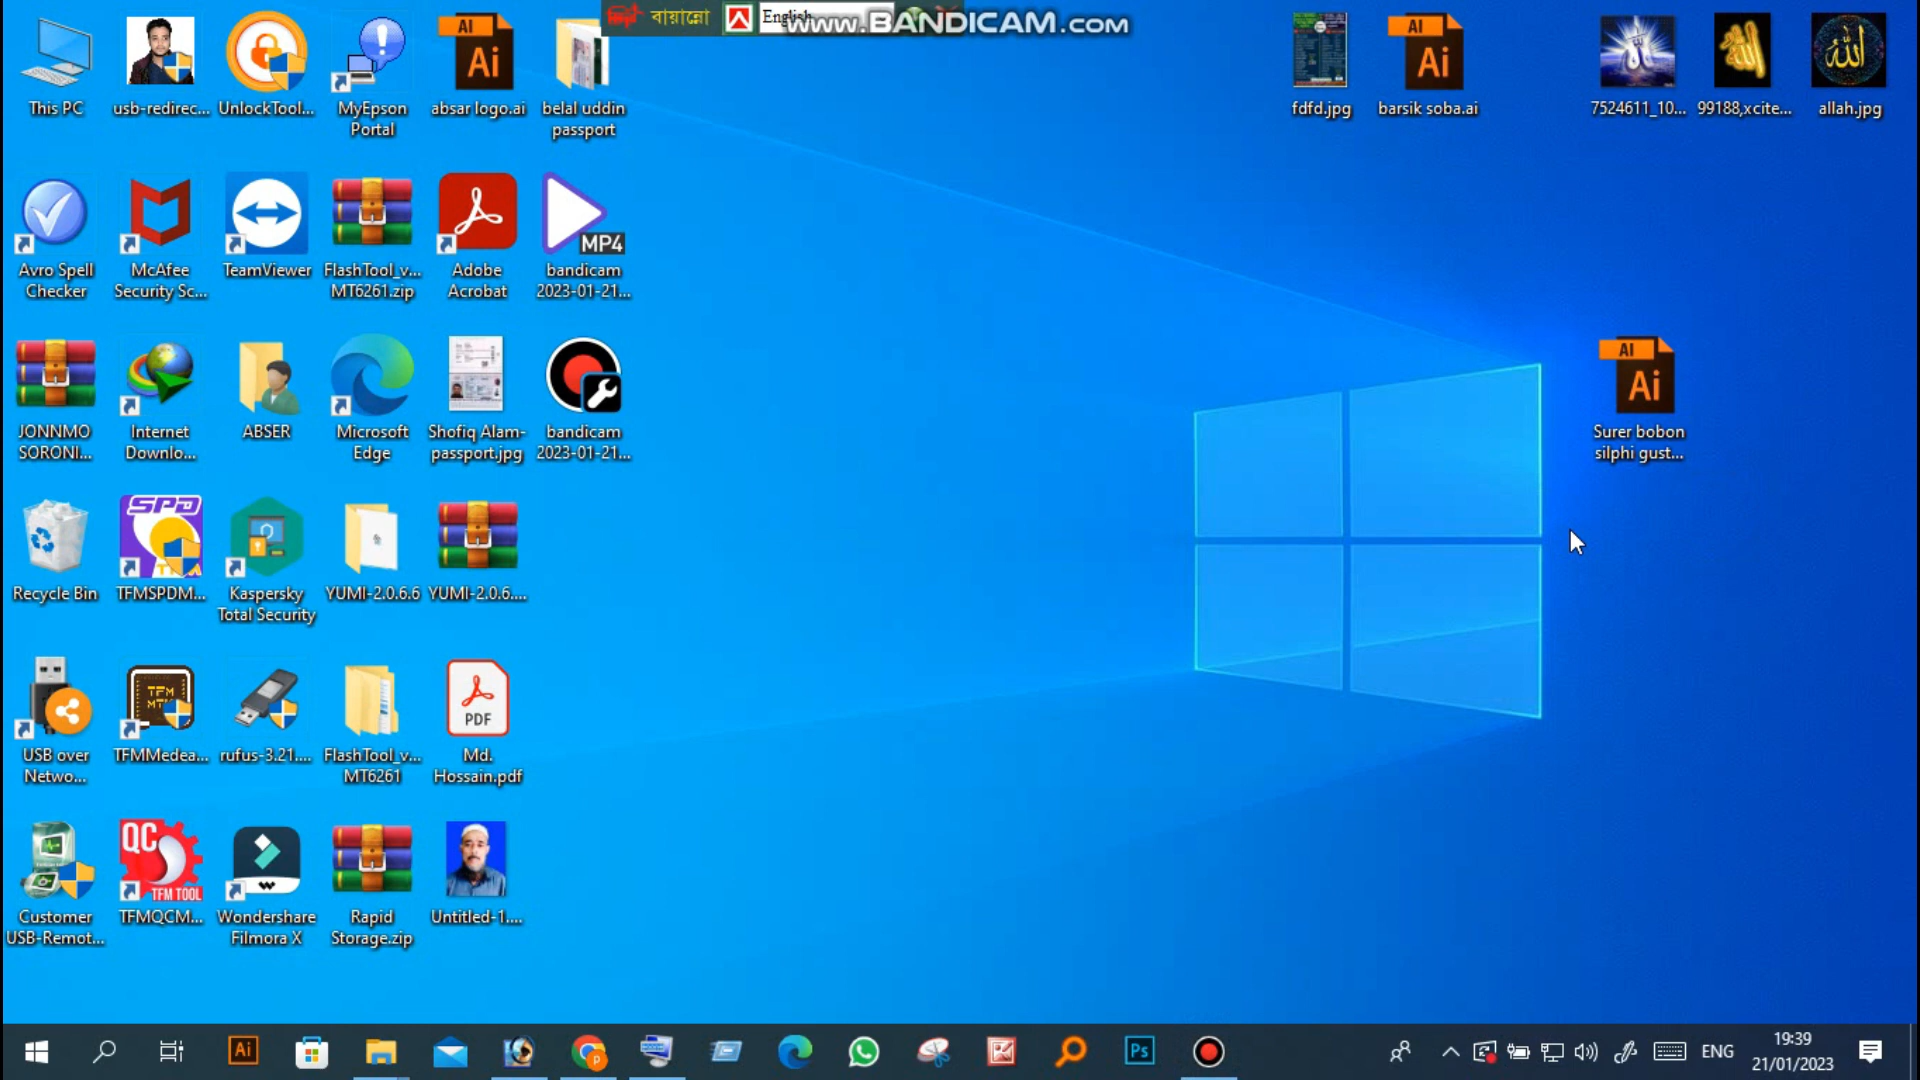 বায়ান্নো
English
www.BANDICAM.com
This PC
usb-redirec...
UnlockTool...
MyEpson
Portal
absar logo.ai
belal uddin
passport
fdfd.jpg
barsik soba.ai
7524611_10...
99188,xcite...
allah.jpg
Avro Spell
Checker
McAfee
Security Sc...
TeamViewer
FlashTool_v...
MT6261.zip
Adobe
Acrobat
MP4
bandicam
2023-01-21...
JONNMO
SORONI...
Internet
Downlo...
ABSER
Microsoft
Edge
Shofiq Alam-
passport.jpg
bandicam
2023-01-21...
Surer bobon
silphi gust...
Recycle Bin
SPD
TFMSPDM...
Kaspersky
Total Security
YUMI-2.0.6.6
YUMI-2.0.6....
USB over
Netwo...
TFMMedea...
rufus-3.21....
FlashTool_v...
MT6261
PDF
Md.
Hossain.pdf
Customer
USB-Remot...
QC
TFM TOOL
TFMQCM...
Wondershare
Filmora X
Rapid
Storage.zip
Untitled-1....
ENG
19:39
21/01/2023